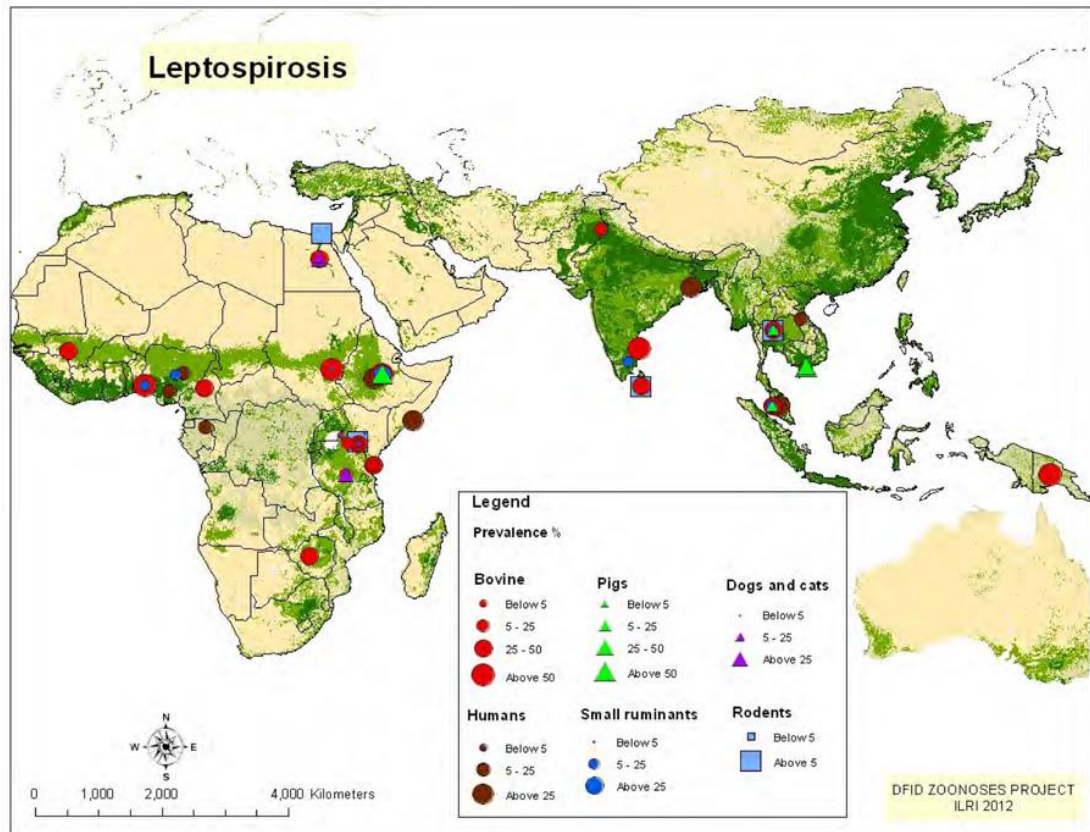 Leptospirosis
Legend
Prevalence %
Bovine
Below 5
5 - 25
25 - 50
Above 50
Pigs
Below 5
5 - 25
25 - 50
Above 50
Dogs and cats
Below 5
5 - 25
Above 25
Humans
Below 5
5 - 25
Above 25
Small ruminants
Below 5
5 - 25
Above 25
Rodents
Below 5
Above 5
N
W E
S
0 1,000 2,000 4,000 Kilometers
DFID ZOONOSES PROJECT
ILRI 2012